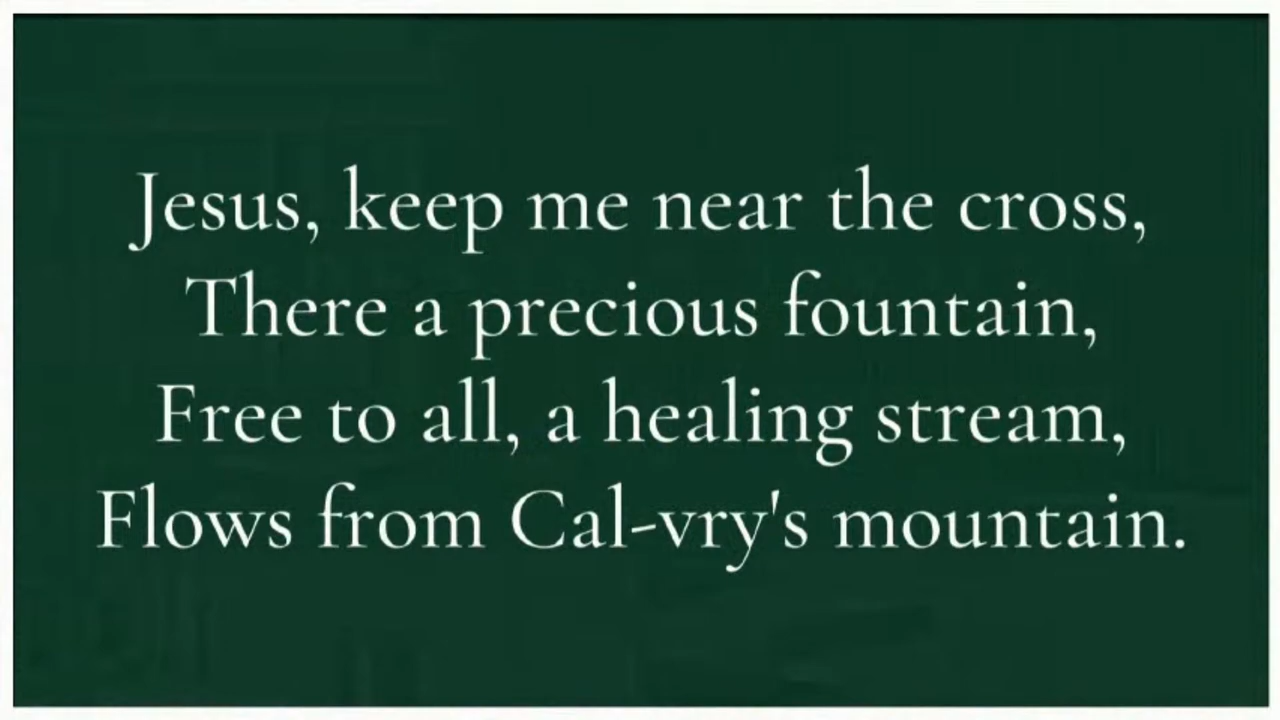 Jesus, keep me near the cross,
There a precious fountain,
Free to all, a healing stream,
Flows from Cal-vry's mountain.